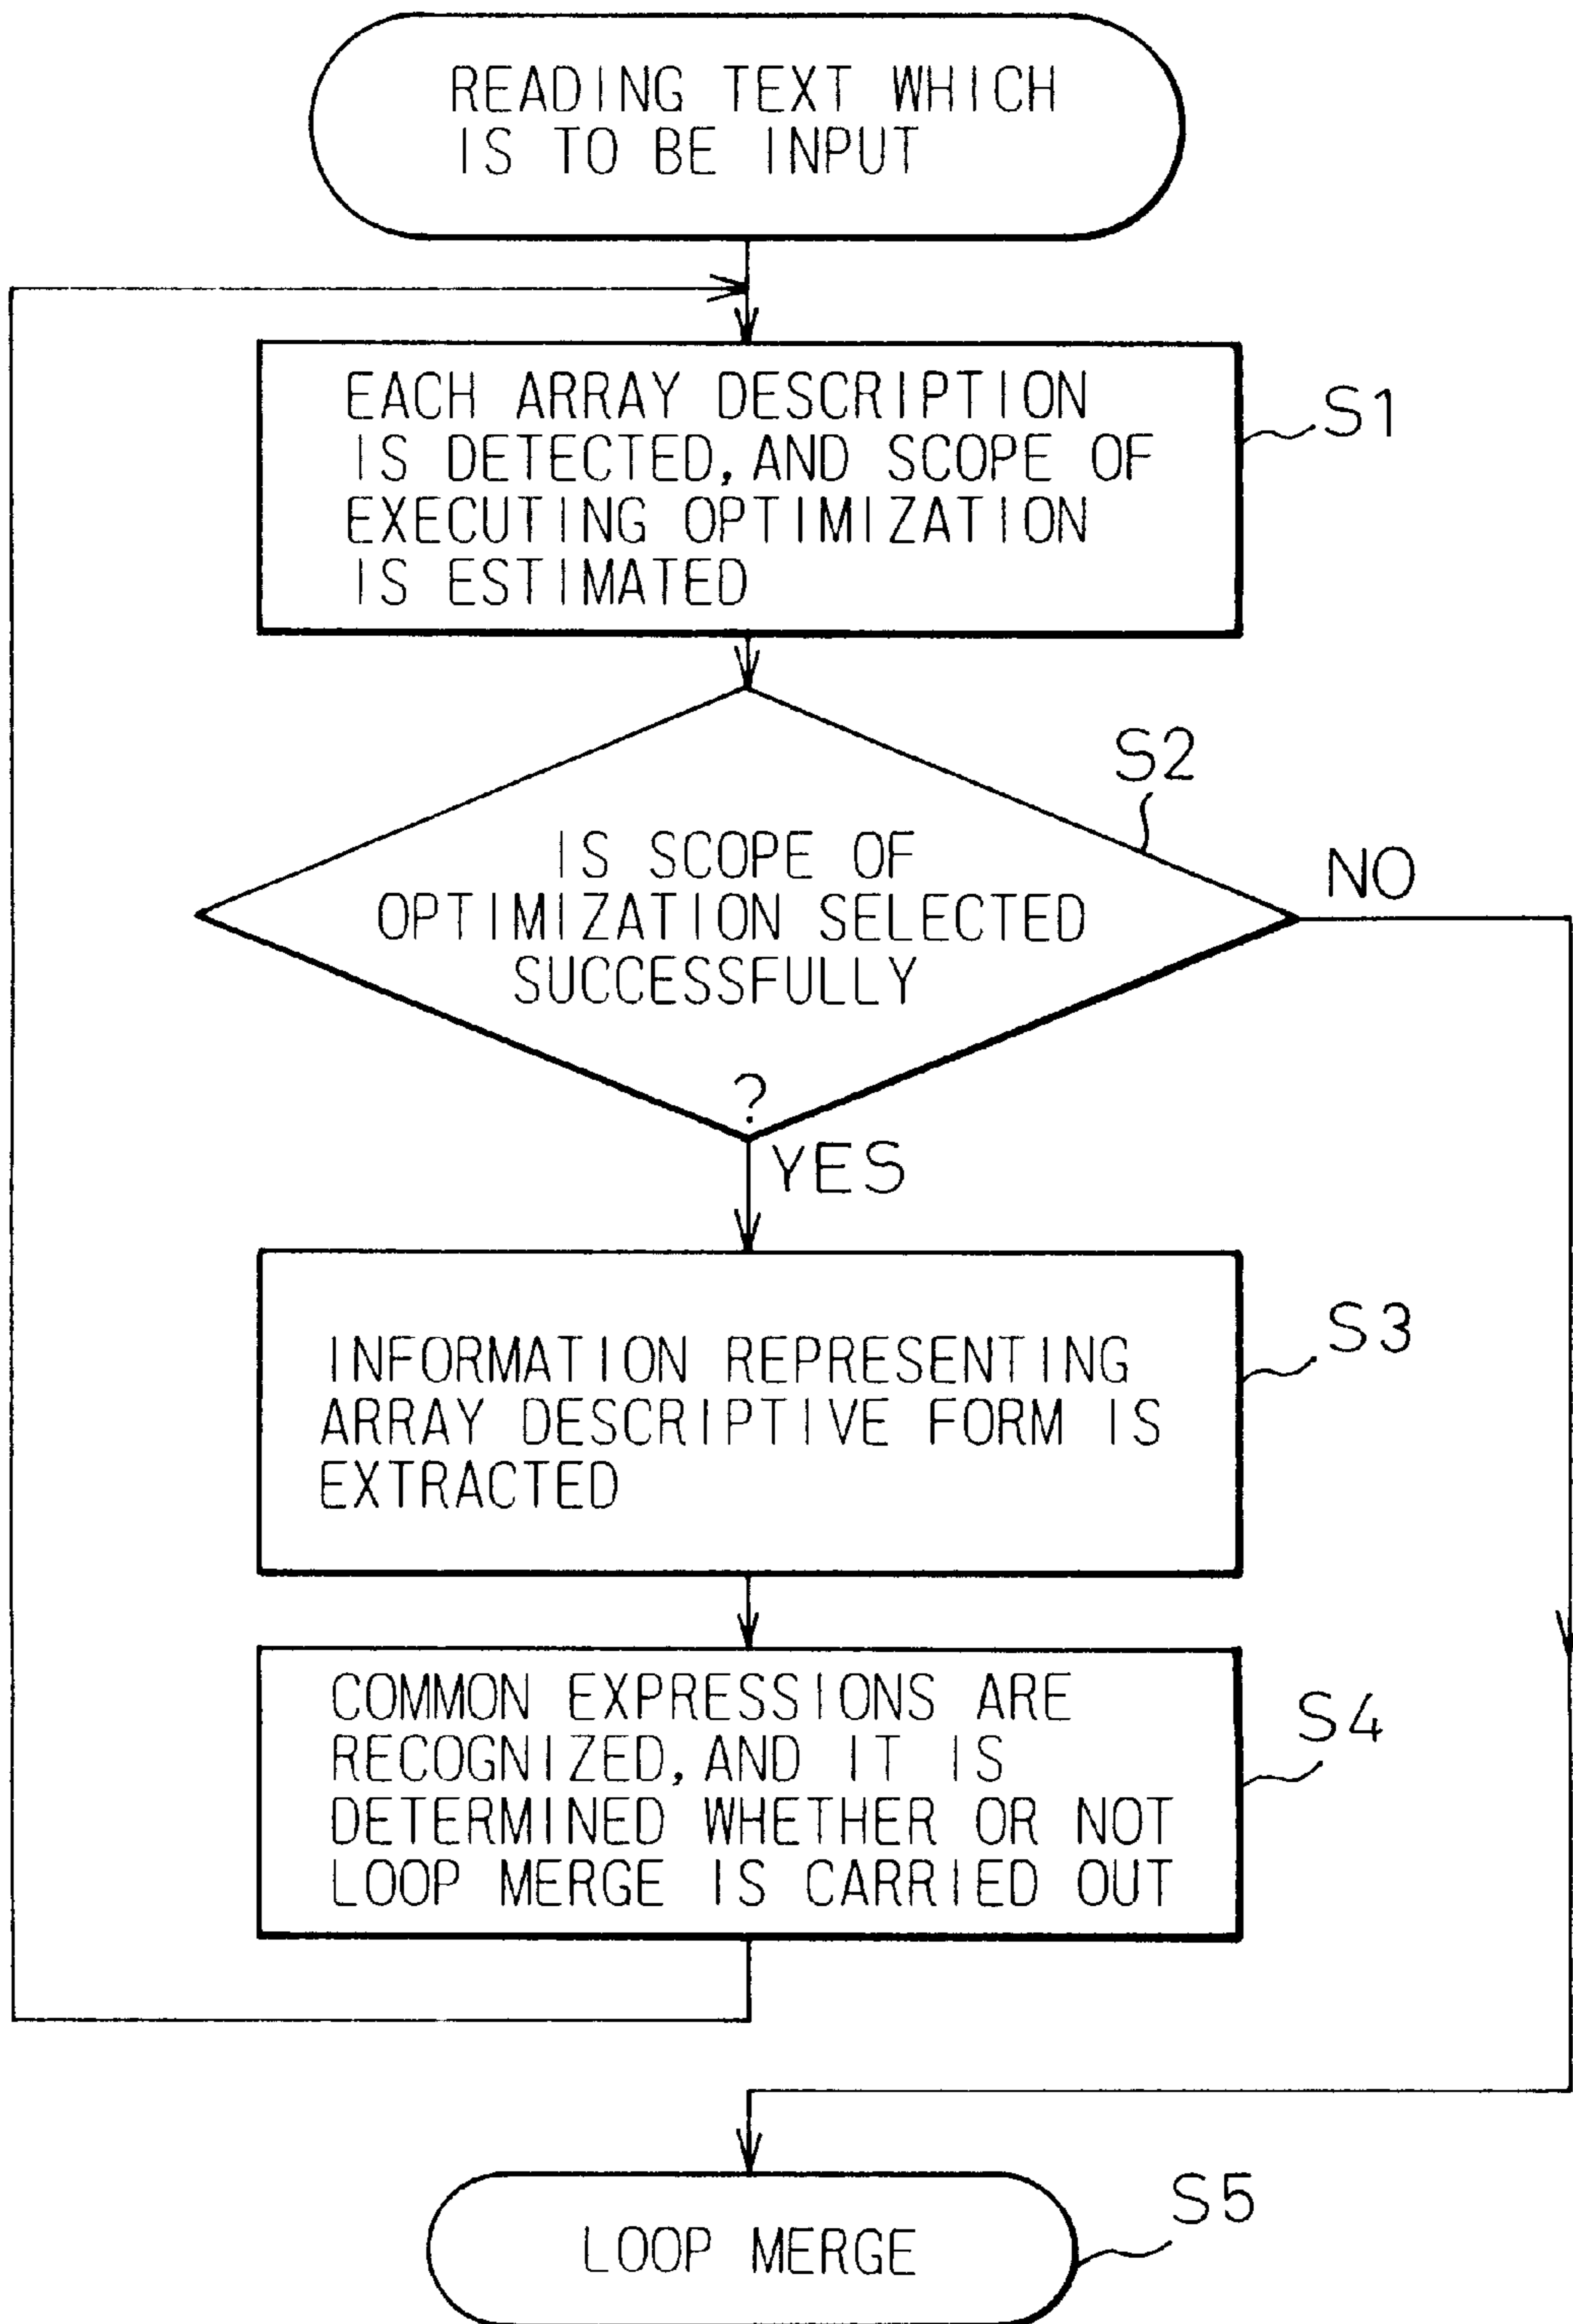 READING TEXT WHICH
IS TO BE INPUT
EACH ARRAY DESCRIPTION
IS DETECTED, AND SCOPE OF
EXECUTING OPTIMIZATION
IS ESTIMATED
S1
S2
IS SCOPE OF
OPTIMIZATION SELECTED
SUCCESSFULLY
?
NO
YES
INFORMATION REPRESENTING
ARRAY DESCRIPTIVE FORM IS
EXTRACTED
S3
COMMON EXPRESSIONS ARE
RECOGNIZED, AND IT IS
DETERMINED WHETHER OR NOT
LOOP MERGE IS CARRIED OUT
S4
LOOP MERGE
S5